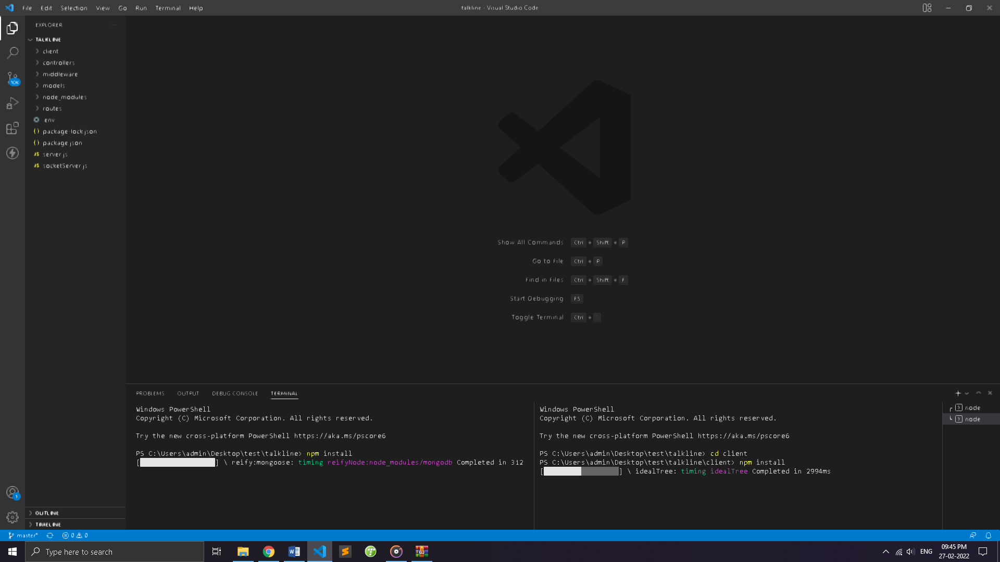 File Edit Selection View Go Run Terminal Help
talkline - Visual Studio Code
EXPLORER
TALKLINE
client
controllers
10K
middleware
models
node_modules
routes
.env
package-lock.json
package.json
JS server.js
JS socketServer.js
Show All Commands Ctrl + Shift + P
Go to File Ctrl + P
Find in Files Ctrl + Shift + F
Start Debugging F5
Toggle Terminal Ctrl + `
PROBLEMS OUTPUT DEBUG CONSOLE TERMINAL
Windows PowerShell
Copyright (C) Microsoft Corporation. All rights reserved.
Try the new cross-platform PowerShell https://aka.ms/pscore6
PS C:\Users\admin\Desktop\test\talkline> npm install
[ ] \ reify:mongoose: timing reifyNode:node_modules/mongodb Completed in 312
Windows PowerShell
Copyright (C) Microsoft Corporation. All rights reserved.
Try the new cross-platform PowerShell https://aka.ms/pscore6
PS C:\Users\admin\Desktop\test\talkline> cd client
PS C:\Users\admin\Desktop\test\talkline\client> npm install
[ ] \ idealTree: timing idealTree Completed in 2994ms
node
node
1
OUTLINE
TIMELINE
master* 0 0
Type here to search
ENG
09:45 PM
27-02-2022